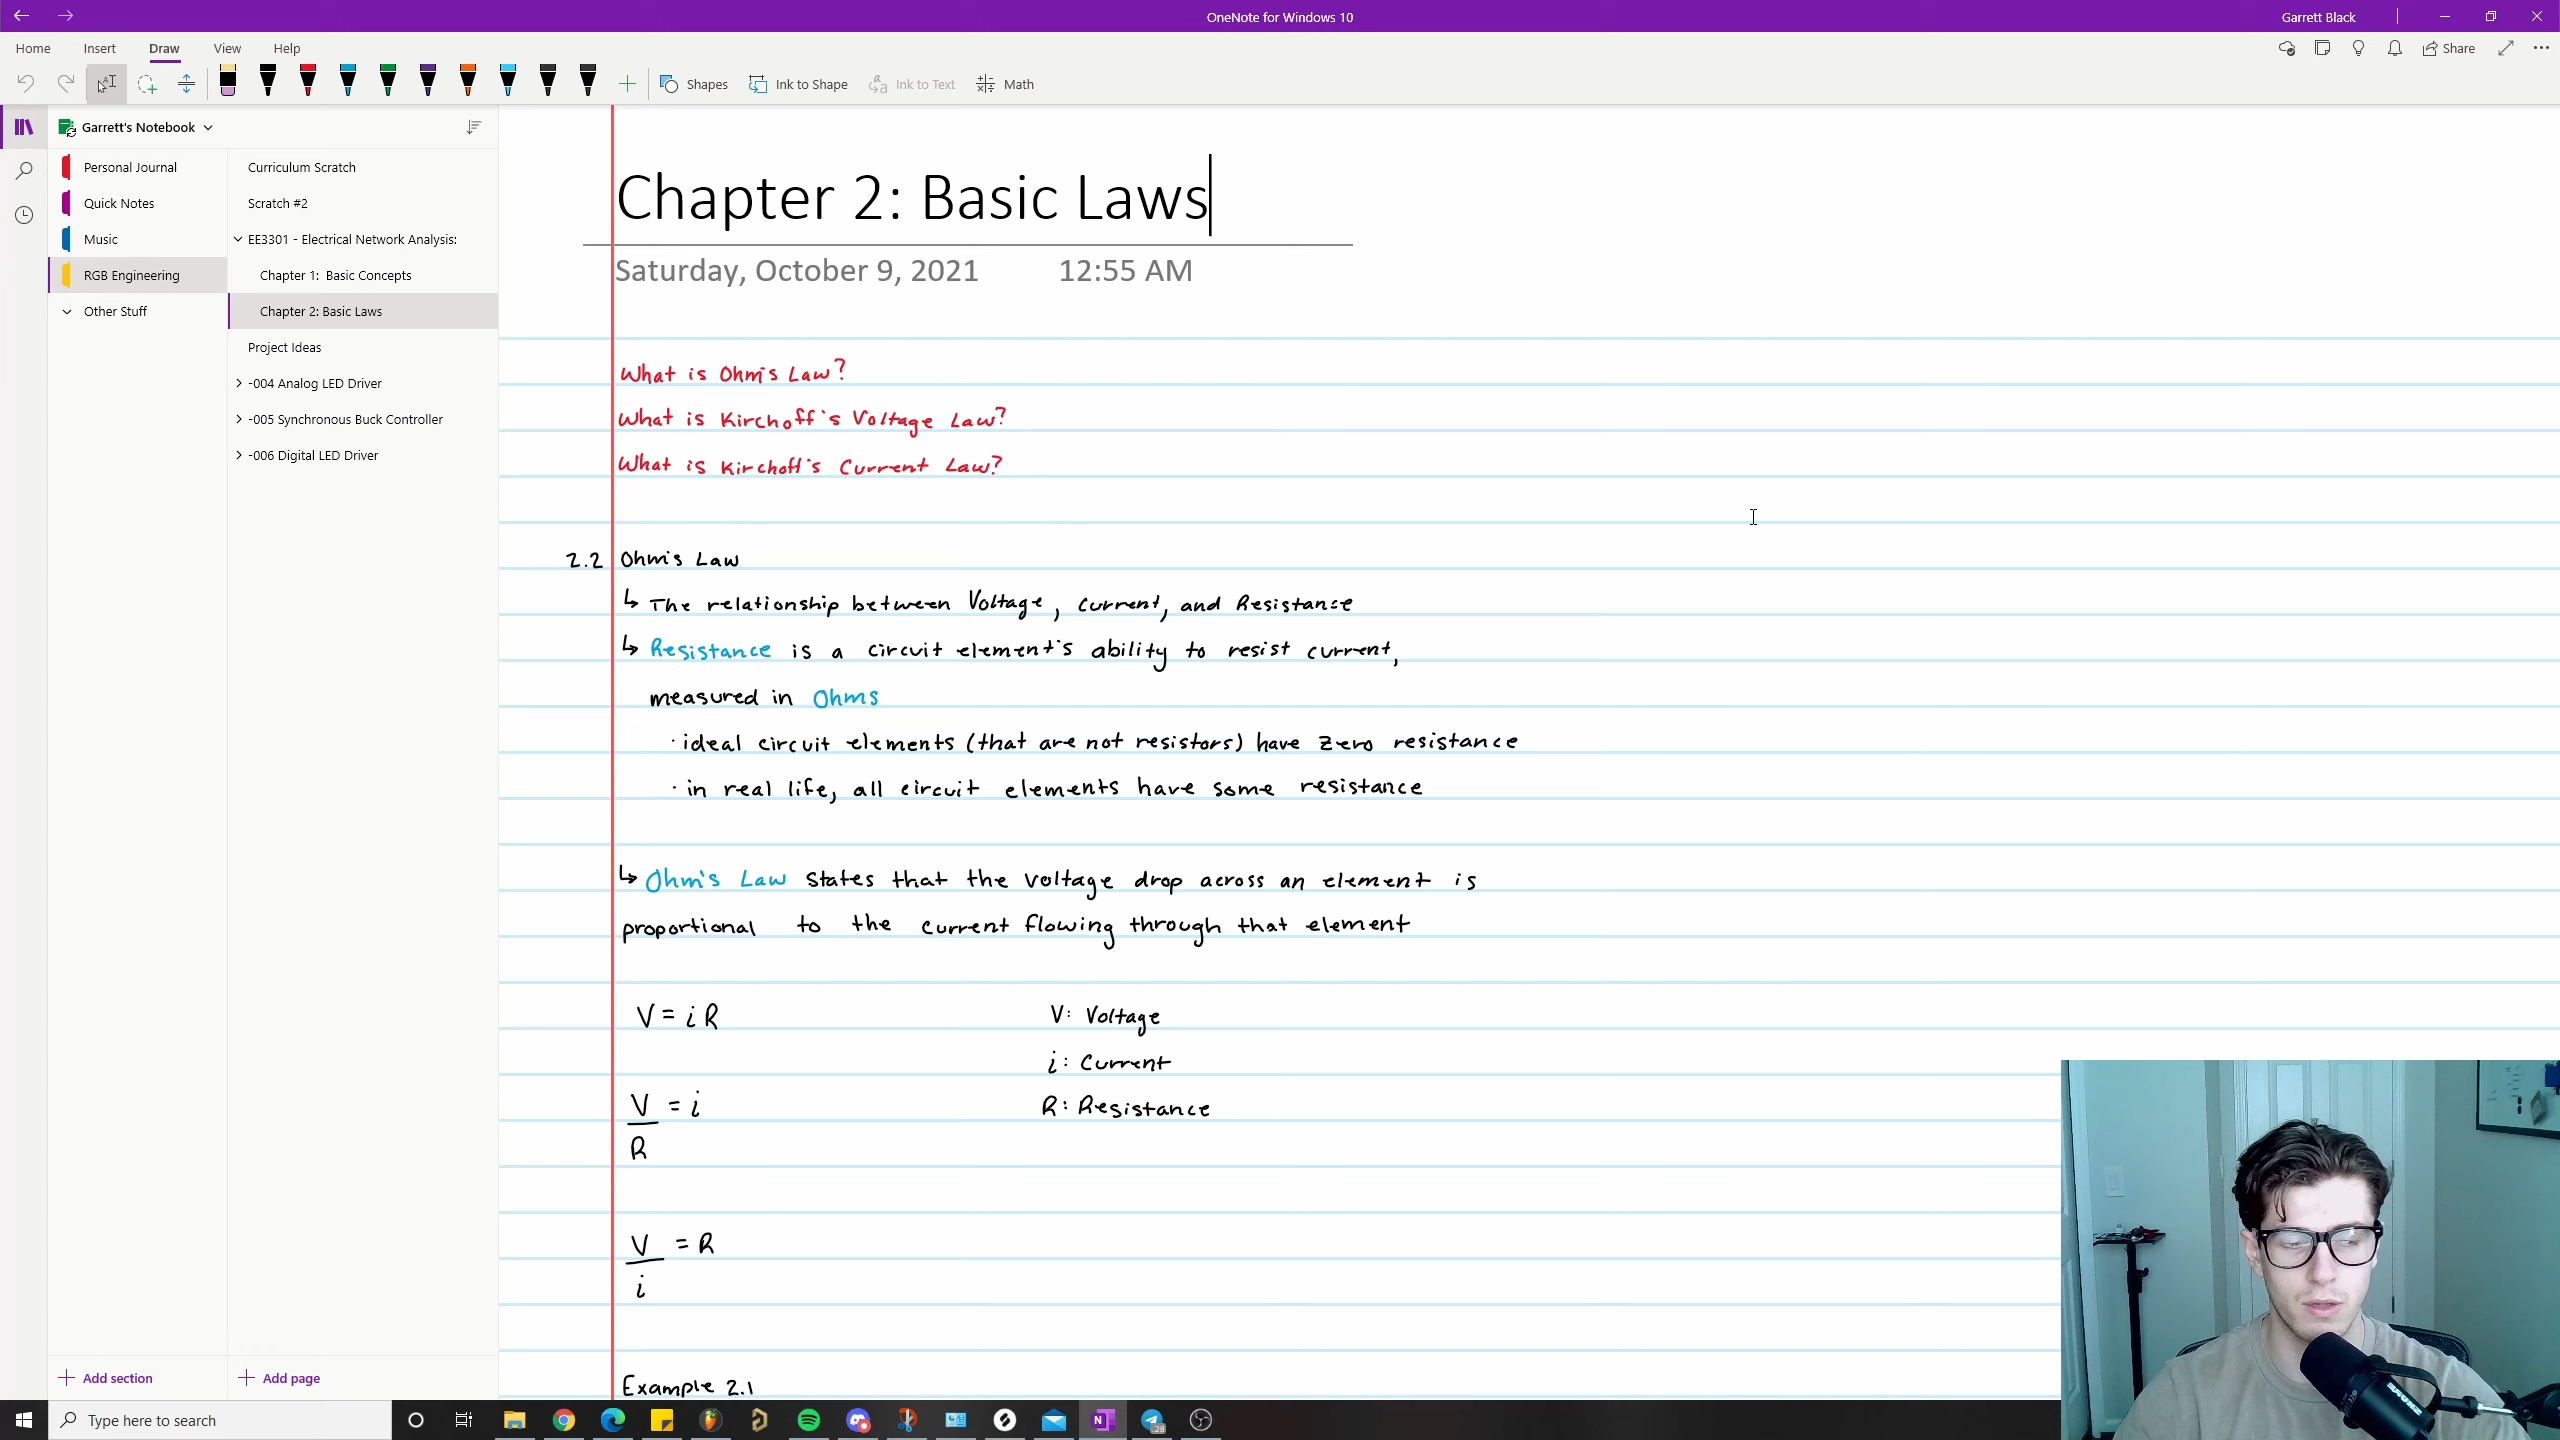 OneNote for Windows 10
Garrett Black
Home Insert Draw View Help
Share
Shapes Ink to Shape Ink to Text Math
Garrett's Notebook
Personal Journal
Quick Notes
Music
RGB Engineering
Other Stuff
Curriculum Scratch
Scratch #2
EE3301 - Electrical Network Analysis:
Chapter 1: Basic Concepts
Chapter 2: Basic Laws
Project Ideas
-004 Analog LED Driver
-005 Synchronous Buck Controller
-006 Digital LED Driver
Add section
Add page
Chapter 2: Basic Laws
Saturday, October 9, 2021 12:55 AM
What is Ohm's Law?
What is Kirchoff's Voltage Law?
What is Kirchoff's Current Law?
2.2 Ohm's Law
↳ The relationship between Voltage, current, and Resistance
↳ Resistance is a circuit element's ability to resist current,
measured in Ohms
· ideal circuit elements (that are not resistors) have zero resistance
· in real life, all circuit elements have some resistance
↳ Ohm's Law states that the voltage drop across an element is
proportional to the current flowing through that element
V = i R
V: Voltage
i: Current
R: Resistance
V = i
R
V = R
i
Example 2.1
Type here to search
28